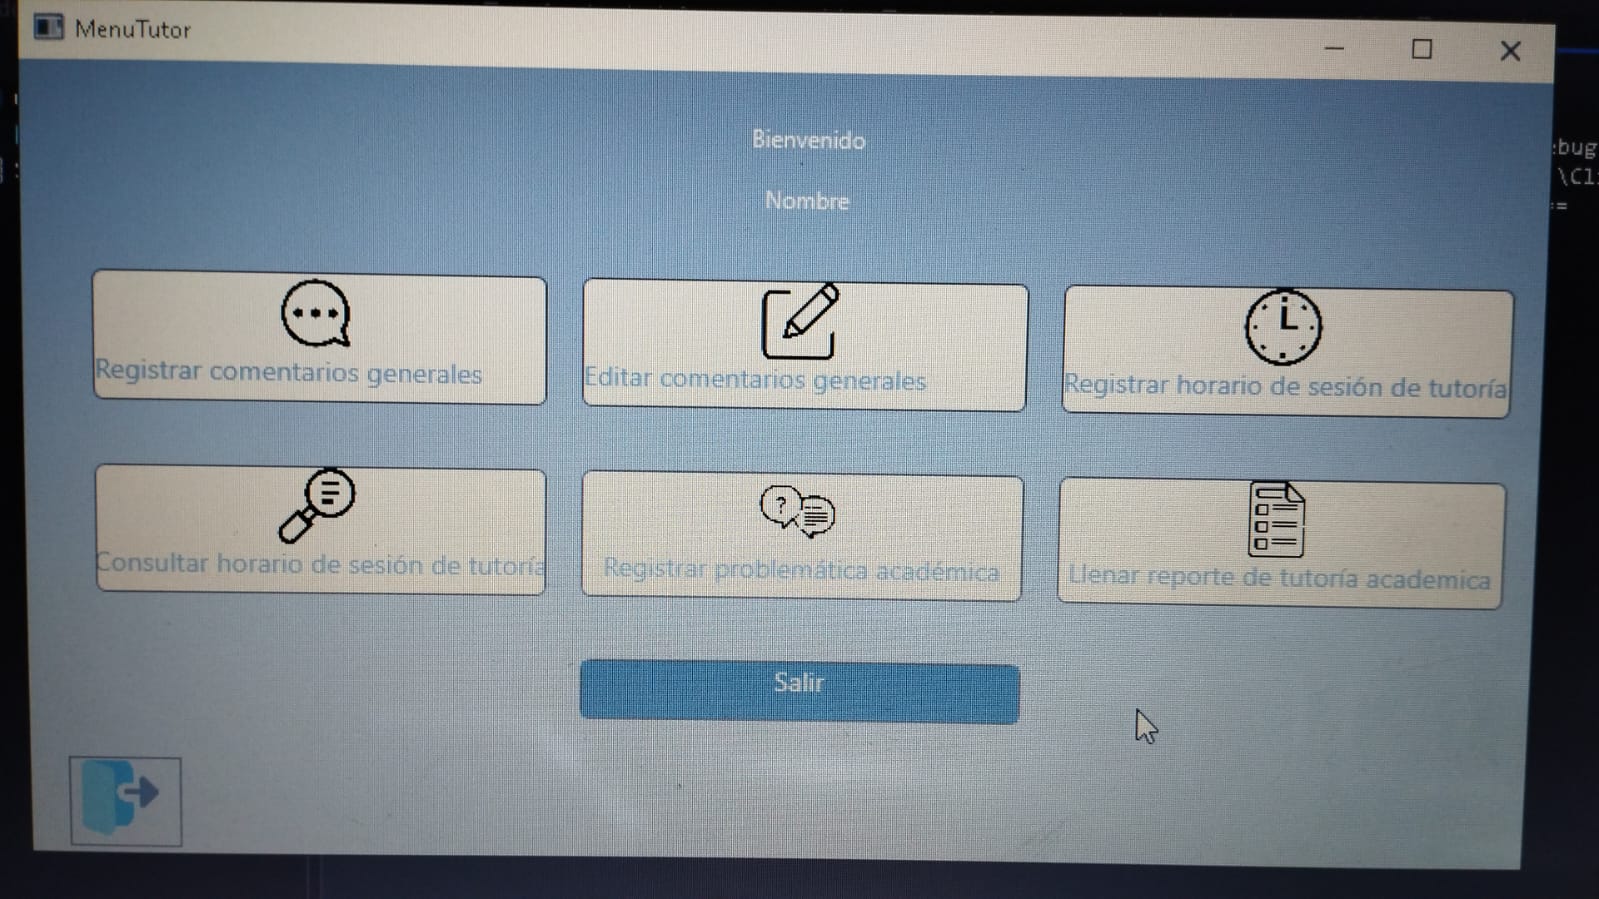 MenuTutor
Bienvenido
Nombre
Registrar comentarios generales
Editar comentarios generales
Registrar horario de sesión de tutoría
Consultar horario de sesión de tutoría
Registrar problemática académica
Llenar reporte de tutoría academica
Salir
:bug
\Cl
:=